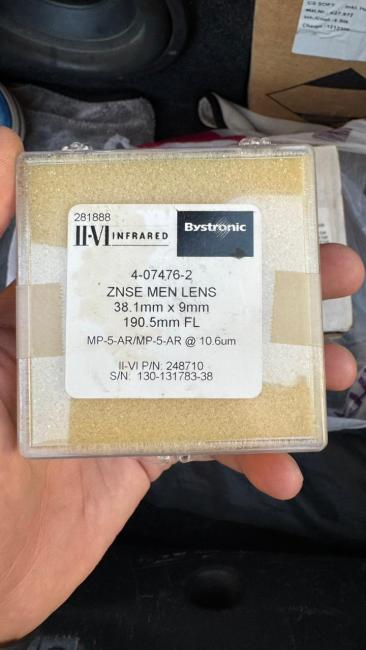 281888
II-VI INFRARED
Bystronic
4-07476-2
ZNSE MEN LENS
38.1mm x 9mm
190.5mm FL
MP-5-AR/MP-5-AR @ 10.6um
II-VI P/N: 248710
S/N: 130-131783-38